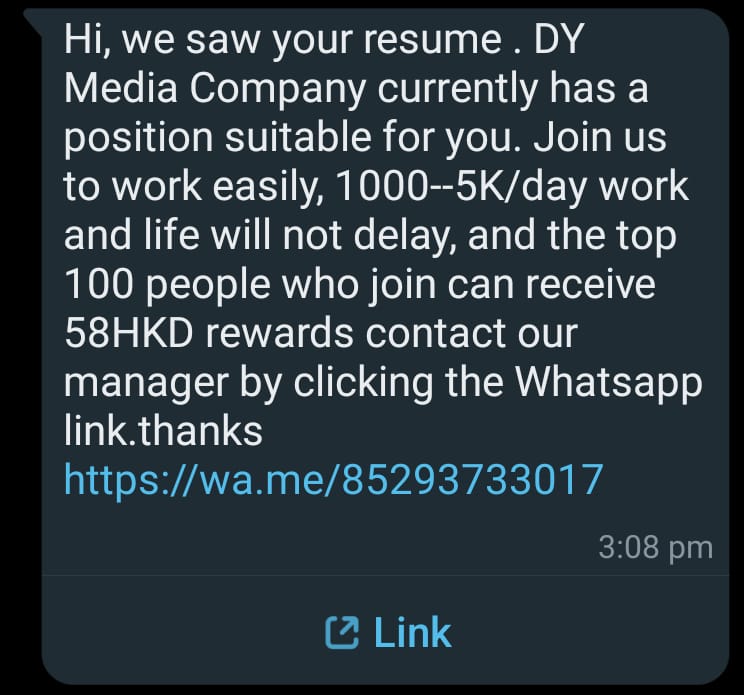 Hi, we saw your resume . DY
Media Company currently has a
position suitable for you. Join us
to work easily, 1000--5K/day work
and life will not delay, and the top
100 people who join can receive
58HKD rewards contact our
manager by clicking the Whatsapp
link.thanks
https://wa.me/85293733017
3:08 pm
Link